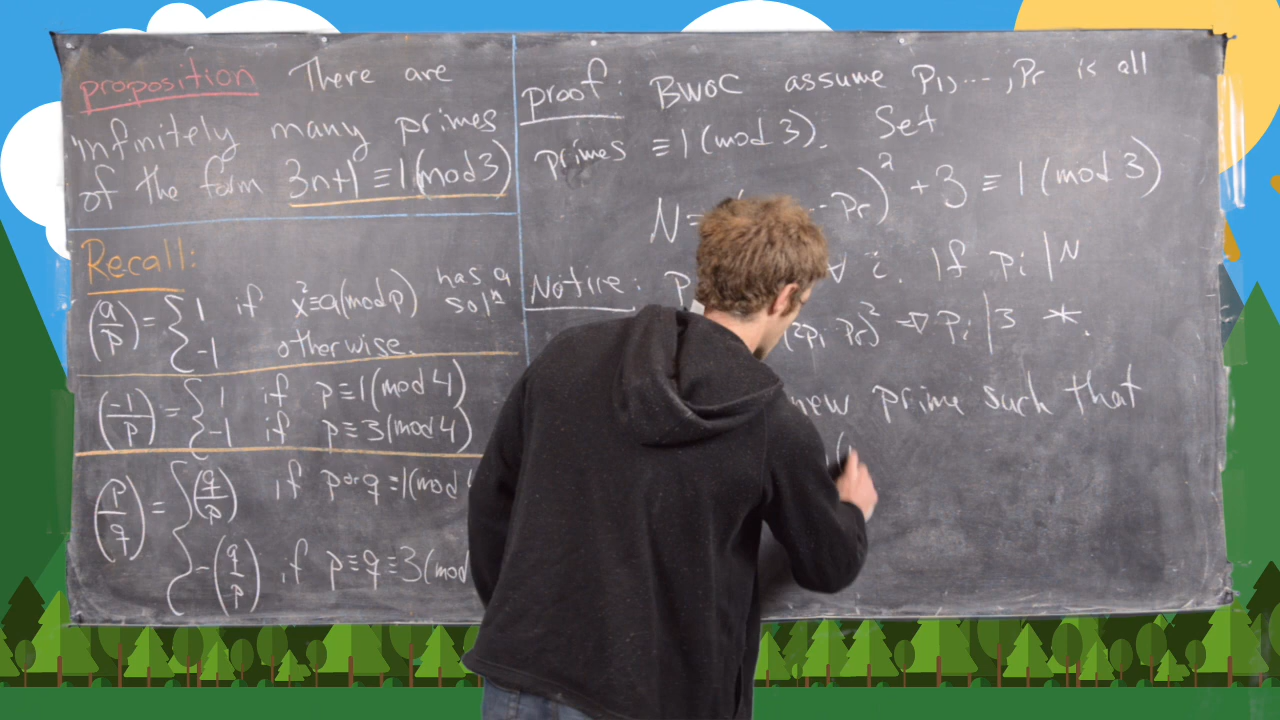 proposition There are
infinitely many primes
of the form 3n+1 ≡ 1(mod 3)
Recall:
(a/p) = { 1 if x² ≡ a(mod p) has a solⁿ
-1 otherwise.
(-1/p) = { 1 if p ≡ 1(mod 4)
-1 if p ≡ 3(mod 4)
(p/q) = { (q/p) if p or q ≡ 1(mod 4
-(q/p) if p ≡ q ≡ 3(mod
proof: BWOC assume p1, ..., pr is all
primes ≡ 1(mod 3). Set
N = ... pr)² + 3 ≡ 1 (mod 3)
Notice: p ∀ i. If pi | N
(2p1 pr)² ⇒ pi | 3 *.
new prime such that
(